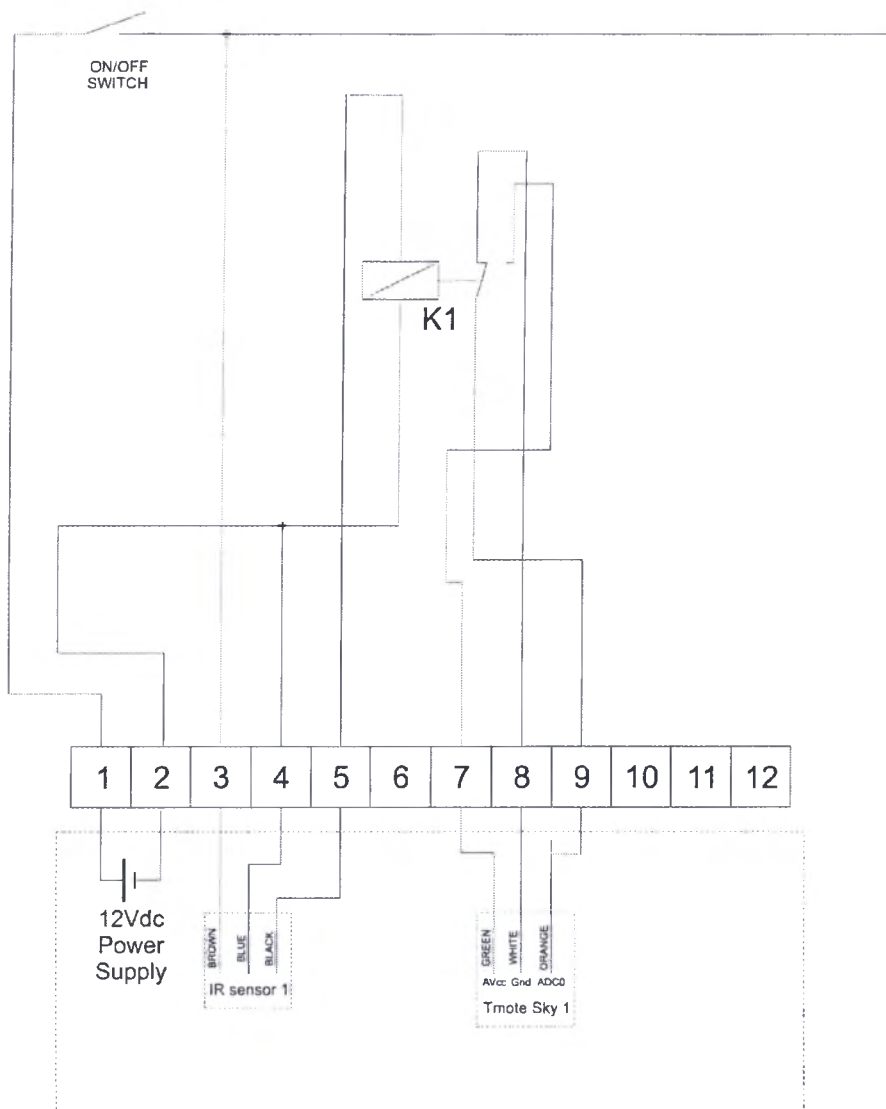 ON/OFF
SWITCH
K1
1 2 3 4 5 6 7 8 9 10 11 12
12Vdc
Power
Supply
BROWN
BLUE
BLACK
IR sensor 1
GREEN
WHITE
ORANGE
AVcc Gnd ADC0
Tmote Sky 1